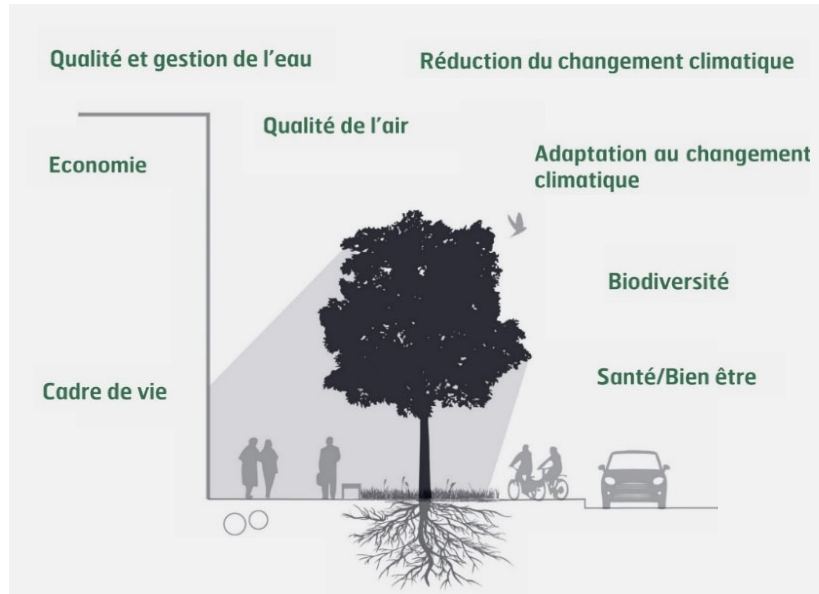 Qualité et gestion de l'eau
Réduction du changement climatique
Qualité de l'air
Economie
Adaptation au changement
climatique
Biodiversité
Santé/Bien être
Cadre de vie